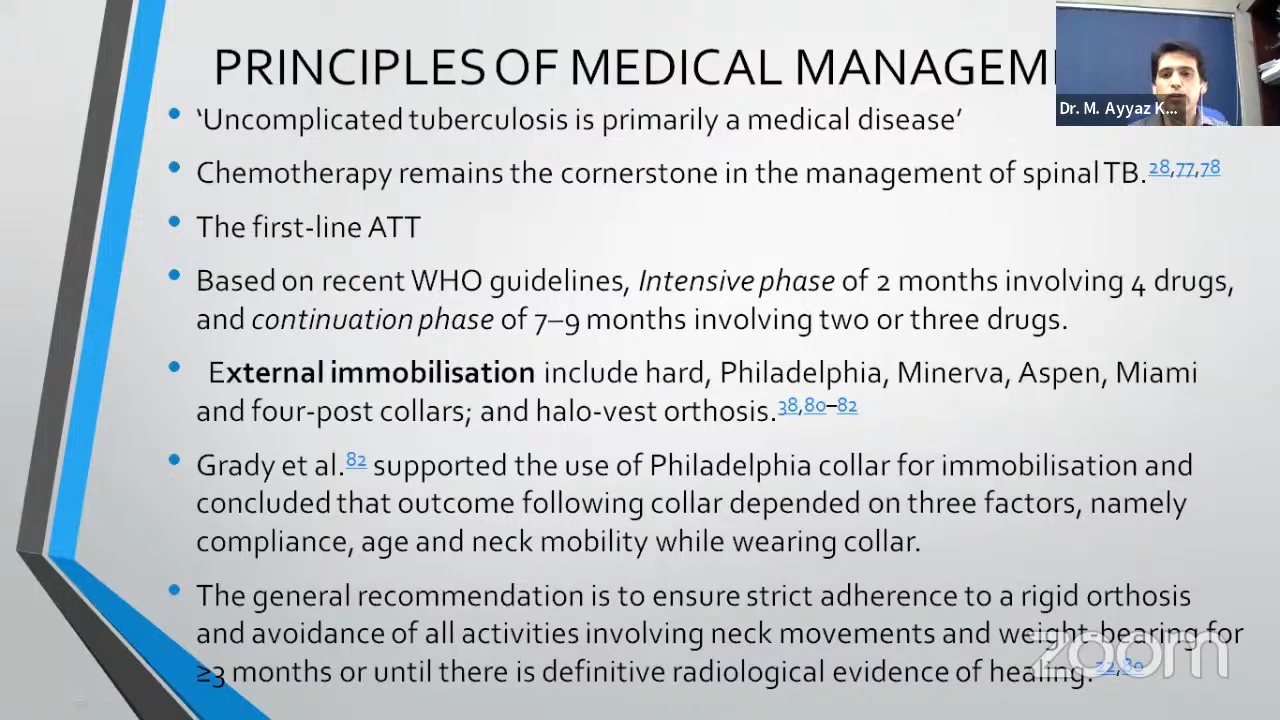 PRINCIPLES OF MEDICAL MANAGEM
Dr. M. Ayyaz K...
• ‘Uncomplicated tuberculosis is primarily a medical disease’
• Chemotherapy remains the cornerstone in the management of spinal TB.28,77,78
• The first-line ATT
• Based on recent WHO guidelines, Intensive phase of 2 months involving 4 drugs,
and continuation phase of 7–9 months involving two or three drugs.
• External immobilisation include hard, Philadelphia, Minerva, Aspen, Miami
and four-post collars; and halo-vest orthosis.38,80–82
• Grady et al.82 supported the use of Philadelphia collar for immobilisation and
concluded that outcome following collar depended on three factors, namely
compliance, age and neck mobility while wearing collar.
• The general recommendation is to ensure strict adherence to a rigid orthosis
and avoidance of all activities involving neck movements and weight-bearing for
≥3 months or until there is definitive radiological evidence of healing.
zoom